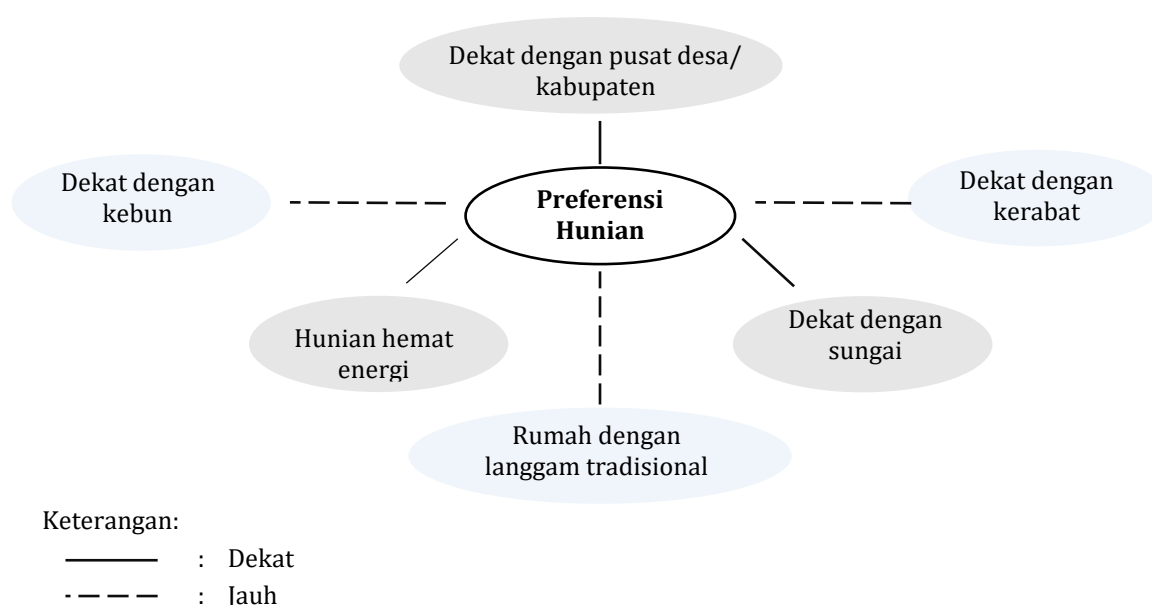 Dekat dengan pusat desa/
kabupaten
Dekat dengan
kebun
Preferensi
Hunian
Dekat dengan
kerabat
Hunian hemat
energi
Dekat dengan
sungai
Rumah dengan
langgam tradisional
Keterangan:
: Dekat
: Jauh